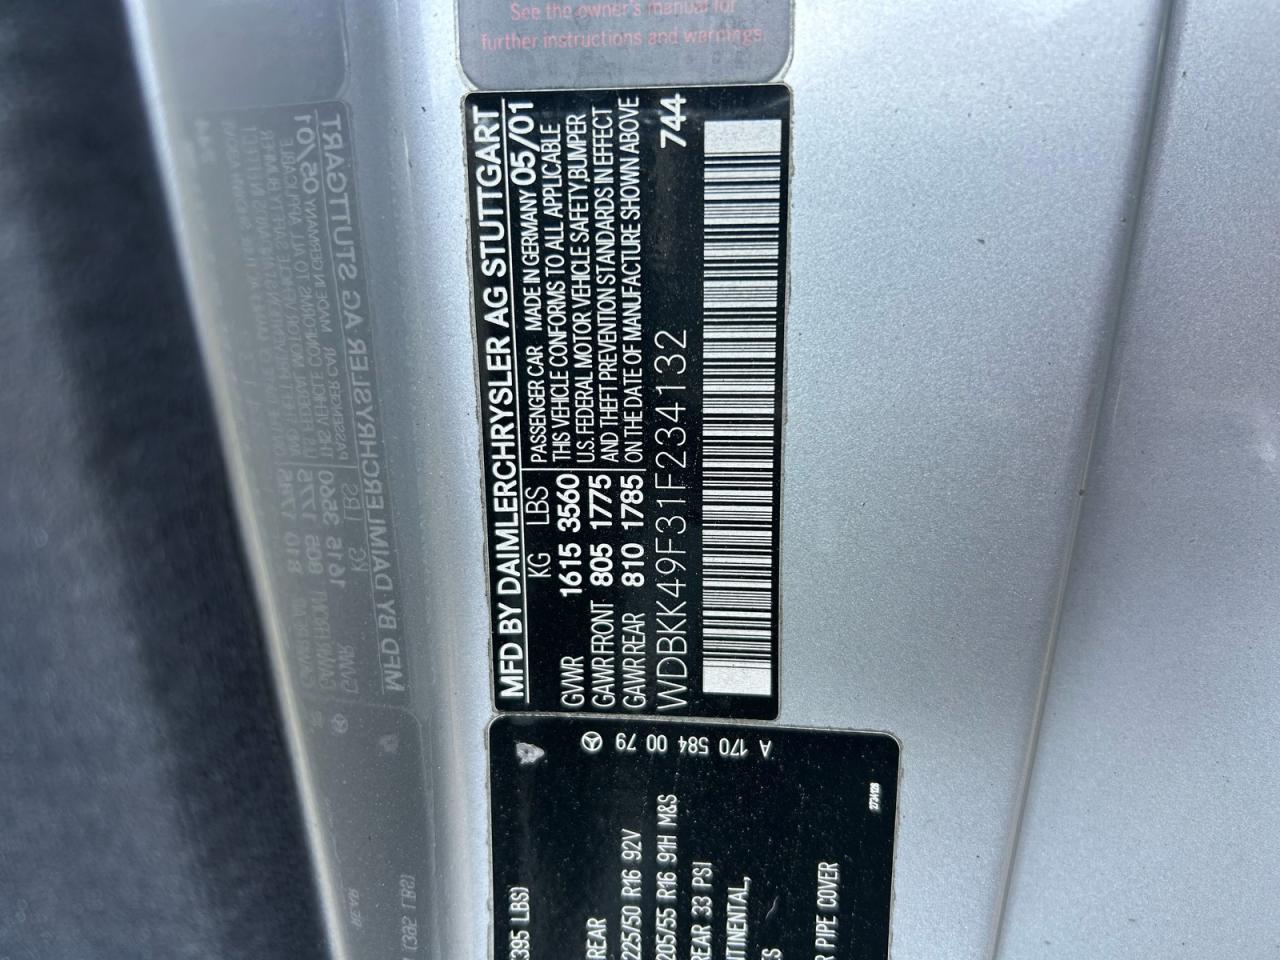 See the owner's manual for
further instructions and warnings.
MFD BY DAIMLERCHRYSLER AG STUTTGART
KG LBS
GVWR 1615 3560
GAWR FRONT 805 1775
GAWR REAR 810 1785
PASSENGER CAR MADE IN GERMANY 05/01
THIS VEHICLE CONFORMS TO ALL APPLICABLE
U.S. FEDERAL MOTOR VEHICLE SAFETY,BUMPER
AND THEFT PREVENTION STANDARDS IN EFFECT
ON THE DATE OF MANUFACTURE SHOWN ABOVE
WDBKK49F31F234132
744
A 170 584 00 79
395 LBS)
REAR
225/50 R16 92V
205/55 R16 91H M&S
REAR 33 PSI
PIPE COVER